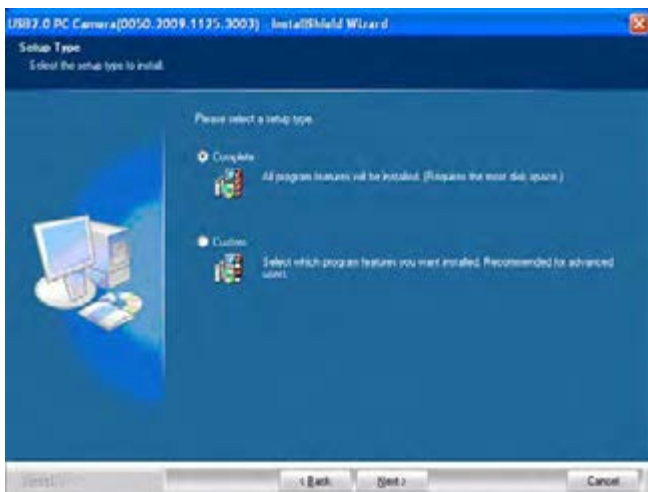 USB2.0 PC Camera(0050.2009.1125.3003) InstallShield Wizard
Setup Type
Select the setup type to install.
Please select a setup type.
Complete
All program features will be installed. (Requires the most disk space.)
Custom
Select which program features you want installed. Recommended for advanced
users.
InstallShield
< Back
Next >
Cancel